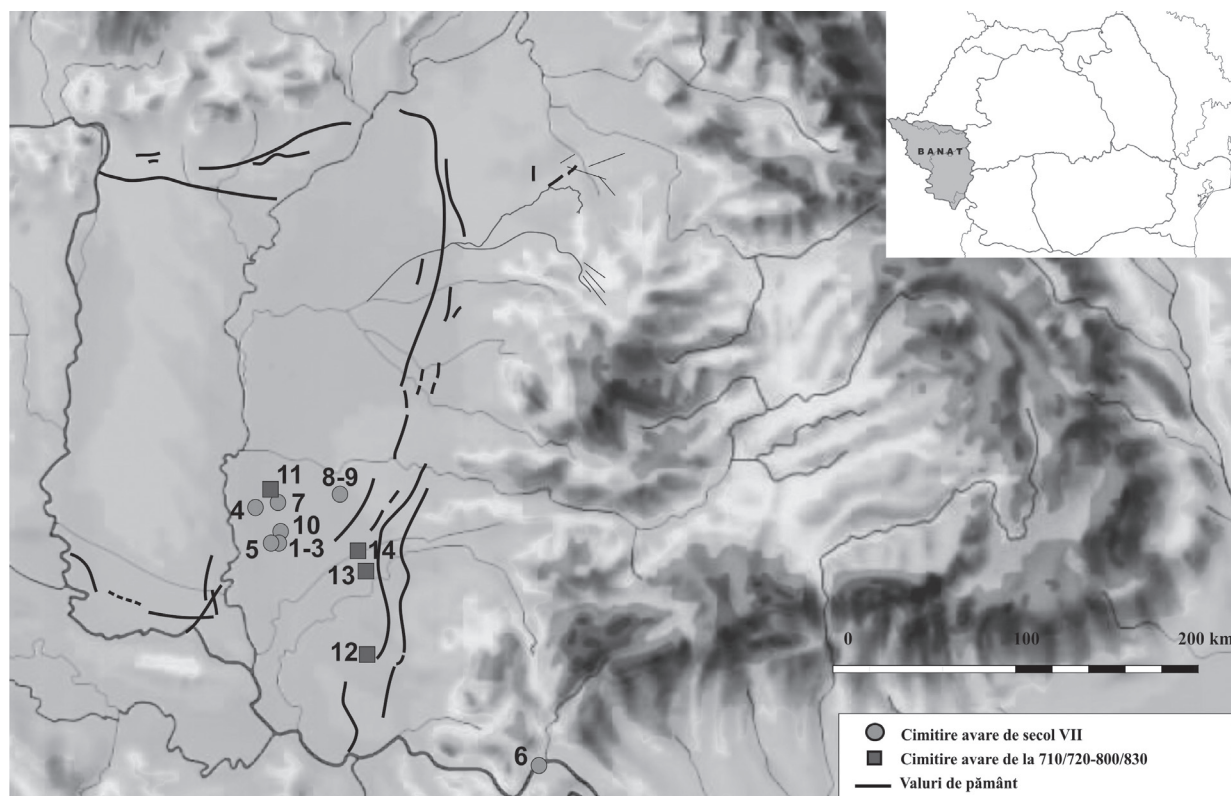 BANAT
I
11
8-9
4
7
10
5
1-3
14
13
12
6
0 100 200 km
Cimitire avare de secol VII
Cimitire avare de la 710/720-800/830
Valuri de pământ